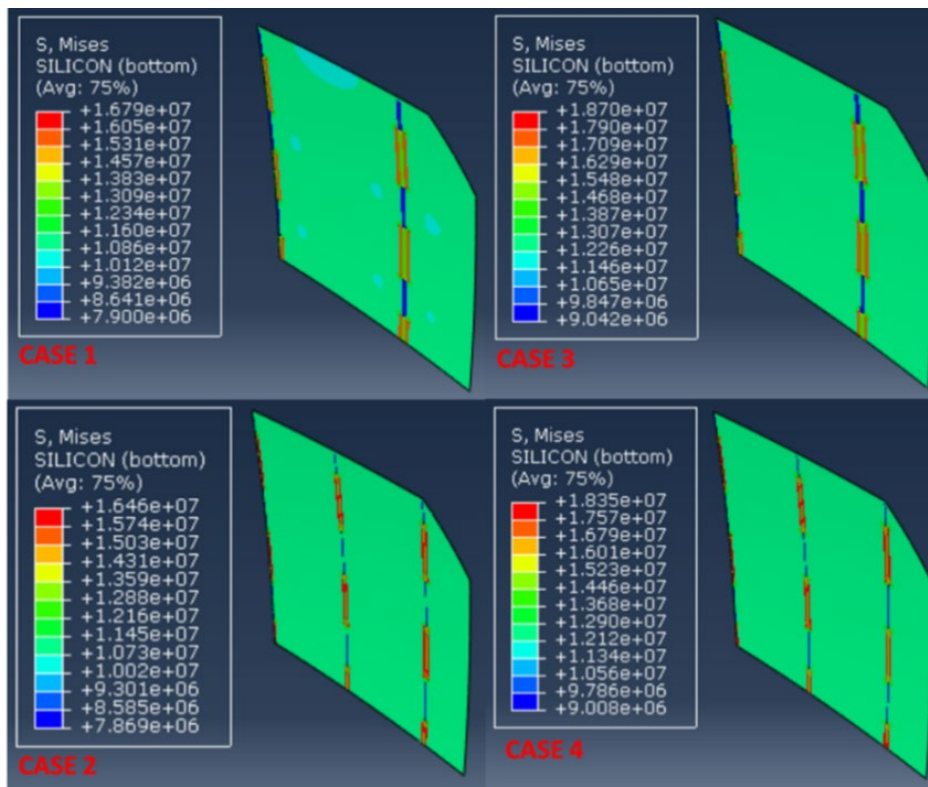 S, Mises
SILICON (bottom)
(Avg: 75%)
+1.679e+07
+1.605e+07
+1.531e+07
+1.457e+07
+1.383e+07
+1.309e+07
+1.234e+07
+1.160e+07
+1.086e+07
+1.012e+07
+9.382e+06
+8.641e+06
+7.900e+06
CASE 1
S, Mises
SILICON (bottom)
(Avg: 75%)
+1.870e+07
+1.790e+07
+1.709e+07
+1.629e+07
+1.548e+07
+1.468e+07
+1.387e+07
+1.307e+07
+1.226e+07
+1.146e+07
+1.065e+07
+9.847e+06
+9.042e+06
CASE 3
S, Mises
SILICON (bottom)
(Avg: 75%)
+1.646e+07
+1.574e+07
+1.503e+07
+1.431e+07
+1.359e+07
+1.288e+07
+1.216e+07
+1.145e+07
+1.073e+07
+1.002e+07
+9.301e+06
+8.585e+06
+7.869e+06
CASE 2
S, Mises
SILICON (bottom)
(Avg: 75%)
+1.835e+07
+1.757e+07
+1.679e+07
+1.601e+07
+1.523e+07
+1.446e+07
+1.368e+07
+1.290e+07
+1.212e+07
+1.134e+07
+1.056e+07
+9.786e+06
+9.008e+06
CASE 4